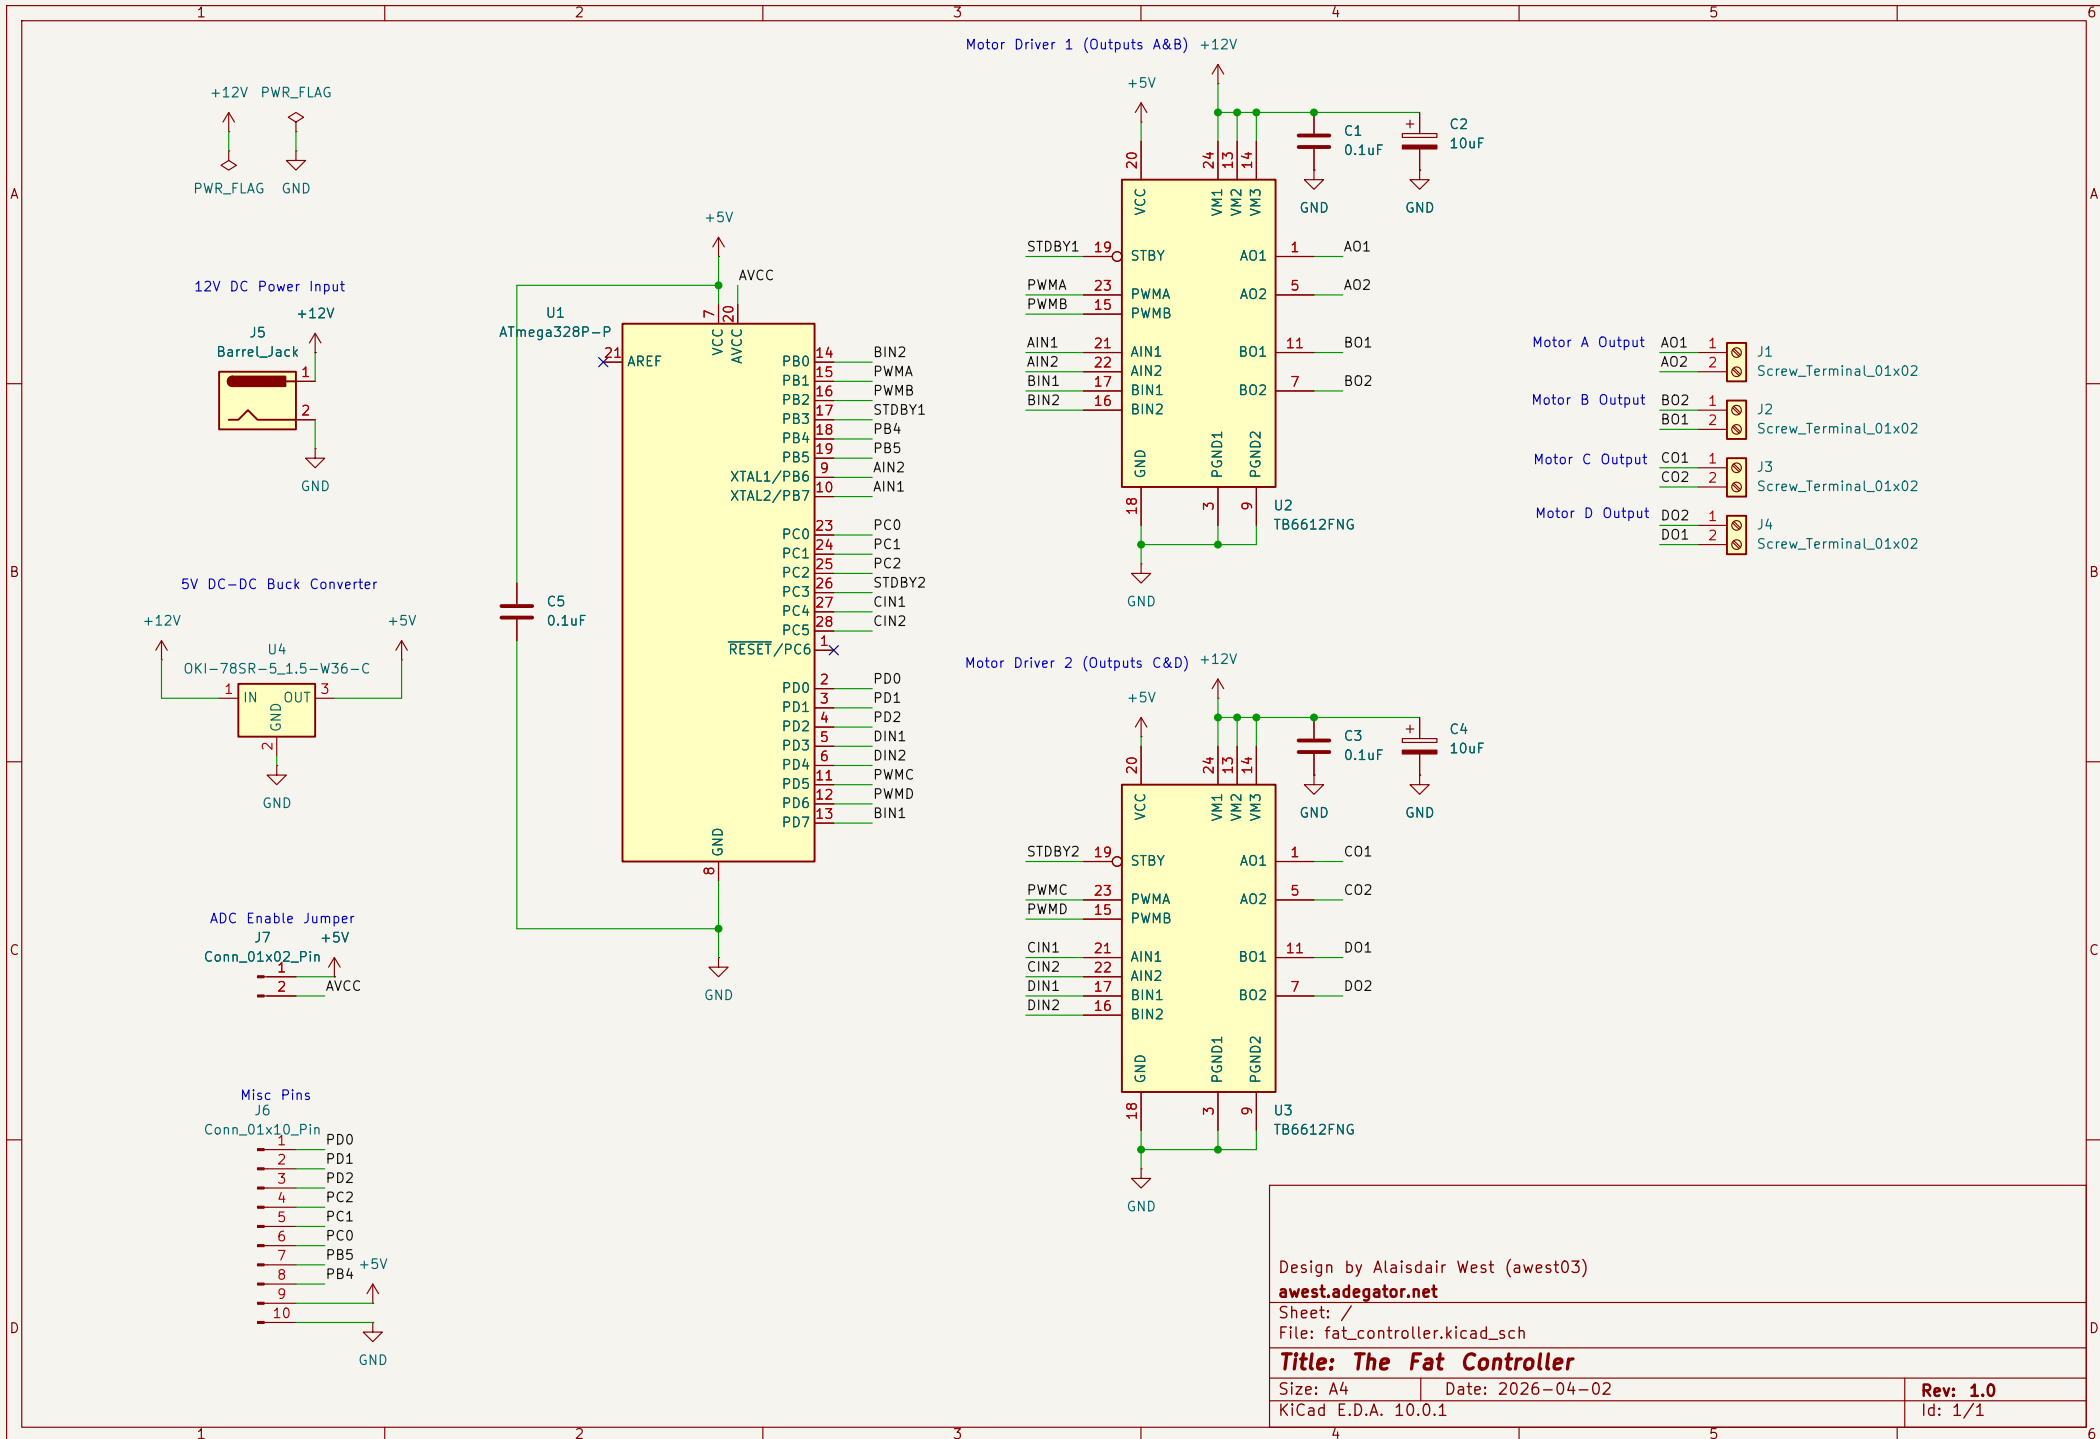 1 2 3 4 5 6
A
B
C
D
+12V PWR_FLAG
PWR_FLAG GND
12V DC Power Input
+12V
J5
Barrel_Jack
1
2
GND
5V DC-DC Buck Converter
+12V +5V
U4
OKI-78SR-5_1.5-W36-C
1 IN OUT 3
GND
2
GND
ADC Enable Jumper
J7 +5V
Conn_01x02_Pin
1
2 AVCC
Misc Pins
J6
Conn_01x10_Pin
1 PD0
2 PD1
3 PD2
4 PC2
5 PC1
6 PC0
7 PB5
8 PB4 +5V
9
10
GND
+5V
AVCC
U1
ATmega328P-P
7 20
VCC AVCC
21 AREF
PB0 14 BIN2
PB1 15 PWMA
PB2 16 PWMB
PB3 17 STDBY1
PB4 18 PB4
PB5 19 PB5
XTAL1/PB6 9 AIN2
XTAL2/PB7 10 AIN1
PC0 23 PC0
PC1 24 PC1
PC2 25 PC2
PC3 26 STDBY2
PC4 27 CIN1
PC5 28 CIN2
RESET/PC6 1
PD0 2 PD0
PD1 3 PD1
PD2 4 PD2
PD3 5 DIN1
PD4 6 DIN2
PD5 11 PWMC
PD6 12 PWMD
PD7 13 BIN1
GND
8
GND
C5
0.1uF
Motor Driver 1 (Outputs A&B) +12V
+5V
C1
0.1uF
C2
+
10uF
GND GND
20 24 13 14
VCC VM1 VM2 VM3
STDBY1 19 STBY
PWMA 23 PWMA
PWMB 15 PWMB
AIN1 21 AIN1
AIN2 22 AIN2
BIN1 17 BIN1
BIN2 16 BIN2
AO1 1 AO1
AO2 5 AO2
BO1 11 BO1
BO2 7 BO2
GND PGND1 PGND2
18 3 9
U2
TB6612FNG
GND
Motor Driver 2 (Outputs C&D) +12V
+5V
C3
0.1uF
C4
+
10uF
GND GND
20 24 13 14
VCC VM1 VM2 VM3
STDBY2 19 STBY
PWMC 23 PWMA
PWMD 15 PWMB
CIN1 21 AIN1
CIN2 22 AIN2
DIN1 17 BIN1
DIN2 16 BIN2
AO1 1 CO1
AO2 5 CO2
BO1 11 DO1
BO2 7 DO2
GND PGND1 PGND2
18 3 9
U3
TB6612FNG
GND
Motor A Output AO1 1 J1
AO2 2 Screw_Terminal_01x02
Motor B Output BO2 1 J2
BO1 2 Screw_Terminal_01x02
Motor C Output CO1 1 J3
CO2 2 Screw_Terminal_01x02
Motor D Output DO2 1 J4
DO1 2 Screw_Terminal_01x02
A
B
C
D
Design by Alaisdair West (awest03)
awest.adegator.net
Sheet: /
File: fat_controller.kicad_sch
Title: The Fat Controller
Size: A4 Date: 2026-04-02 Rev: 1.0
KiCad E.D.A. 10.0.1 Id: 1/1
1 2 3 4 5 6